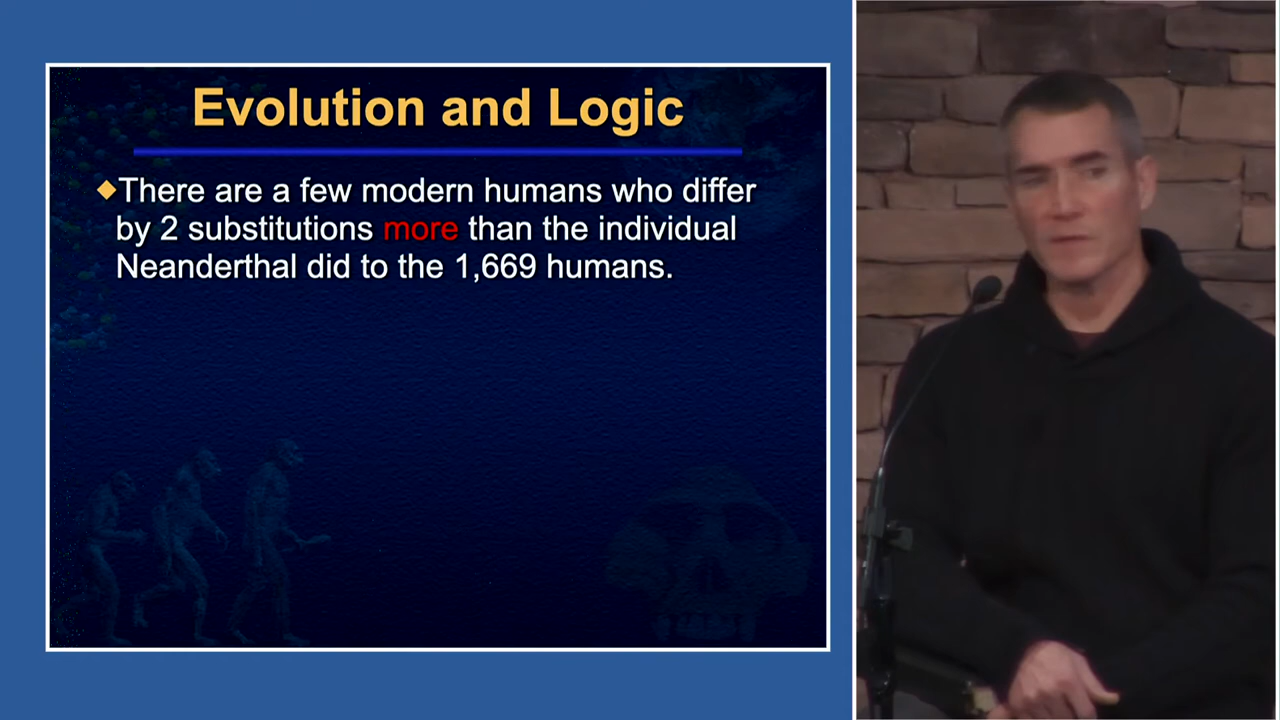 Evolution and Logic
There are a few modern humans who differ
by 2 substitutions more than the individual
Neanderthal did to the 1,669 humans.